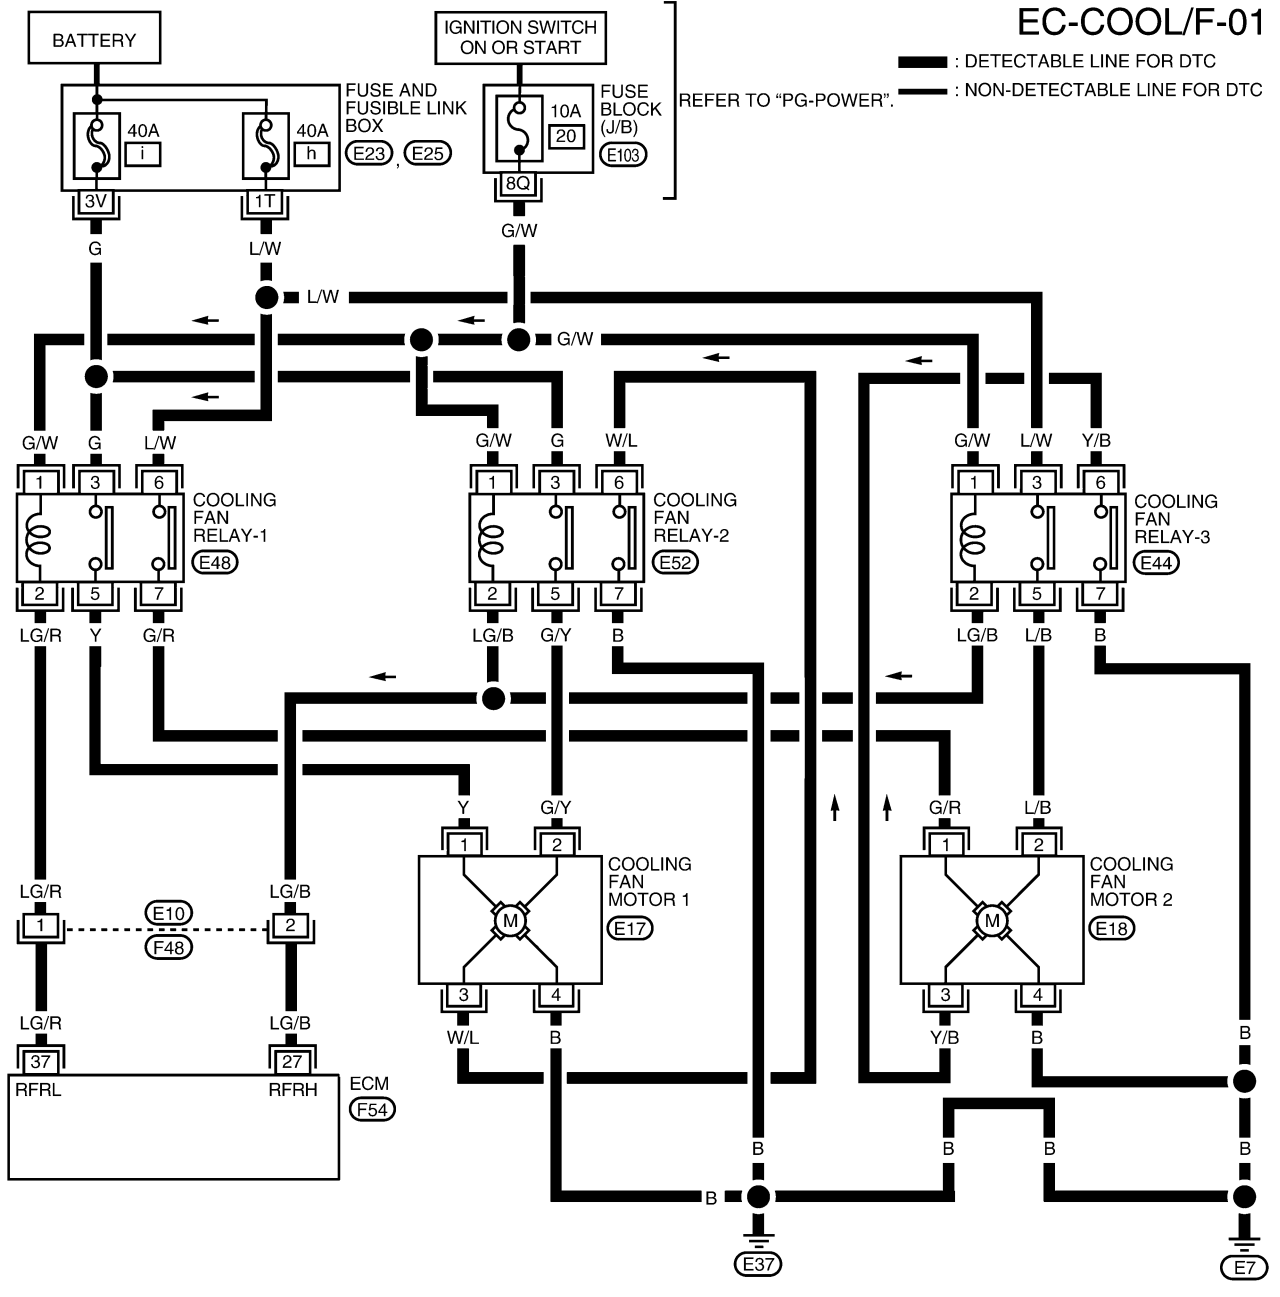 EC-COOL/F-01
BATTERY
IGNITION SWITCH
ON OR START
: DETECTABLE LINE FOR DTC
: NON-DETECTABLE LINE FOR DTC
REFER TO “PG-POWER”.
40A
i
40A
h
FUSE AND
FUSIBLE LINK
BOX
E23 , E25
10A
20
FUSE
BLOCK
(J/B)
E103
3V
1T
8Q
G
L/W
G/W
L/W
G/W
G/W
G
L/W
G/W
G
W/L
G/W
L/W
Y/B
1
3
6
1
3
6
1
3
6
COOLING
FAN
RELAY-1
E48
COOLING
FAN
RELAY-2
E52
COOLING
FAN
RELAY-3
E44
2
5
7
2
5
7
2
5
7
LG/R
Y
G/R
LG/B
G/Y
B
LG/B
L/B
B
Y
G/Y
G/R
L/B
1
2
1
2
COOLING
FAN
MOTOR 1
E17
M
COOLING
FAN
MOTOR 2
E18
M
LG/R
LG/B
1
E10
F48
2
3
4
3
4
LG/R
LG/B
W/L
B
Y/B
B
B
37
27
RFRL
RFRH
ECM
F54
B
B
B
B
B
E37
E7